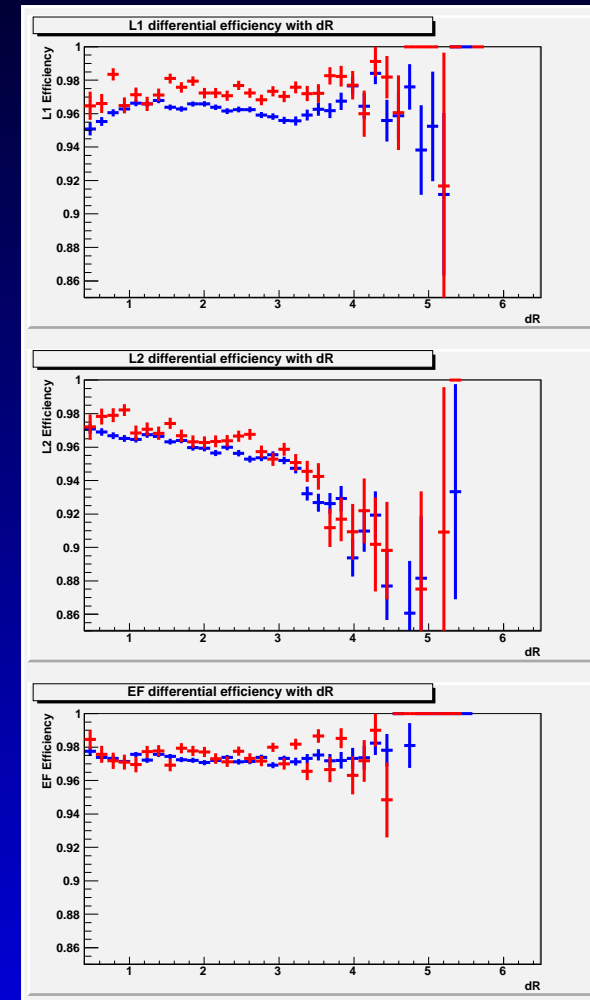 L1 differential efficiency with dR
L1 Efficiency
1
0.98
0.96
0.94
0.92
0.9
0.88
0.86
1 2 3 4 5 6
dR
L2 differential efficiency with dR
L2 Efficiency
1
0.98
0.96
0.94
0.92
0.9
0.88
0.86
1 2 3 4 5 6
dR
EF differential efficiency with dR
EF Efficiency
1
0.98
0.96
0.94
0.92
0.9
0.88
0.86
1 2 3 4 5 6
dR